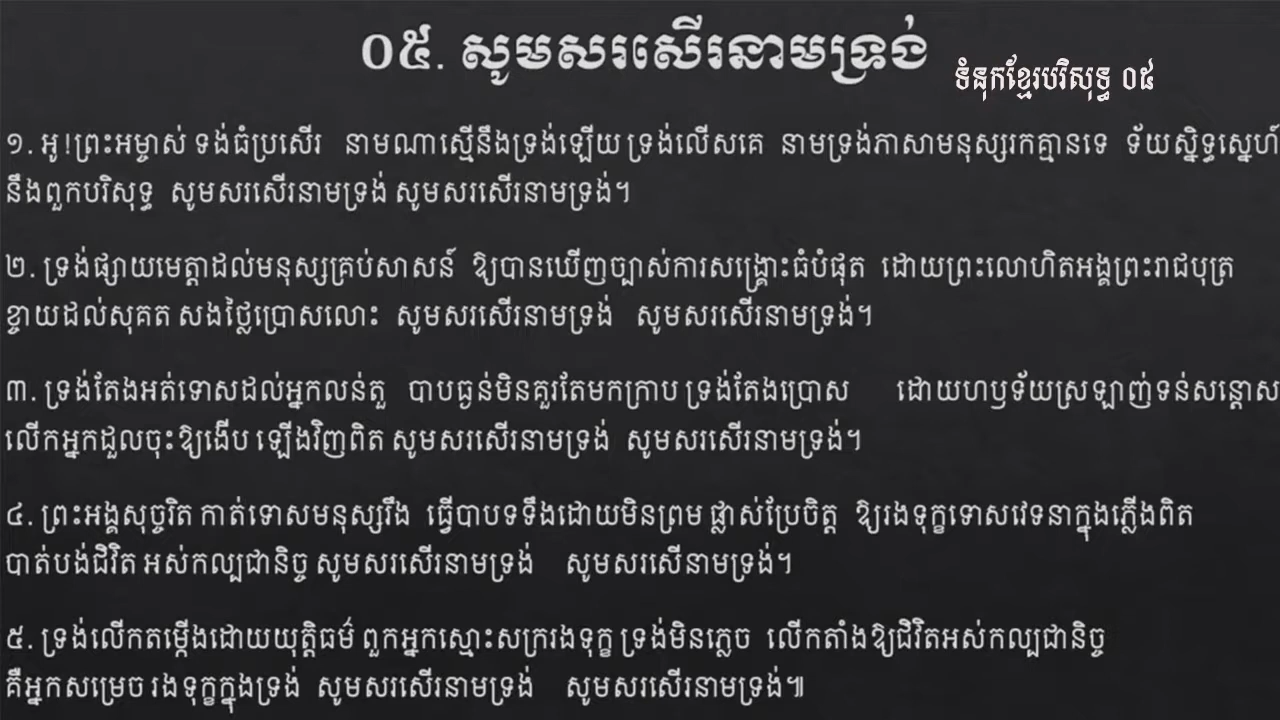 ០៥. សូមសរសើរនាមទ្រង់
ទំនុកខ្មែរបរិសុទ្ធ ០៥
១. អូ!ព្រះអម្ចាស់ ទង់ធំប្រសើរ នាមណាស្មើនឹងទ្រង់ឡើយ ទ្រង់លើសគេ នាមទ្រង់ភាសាមនុស្សរកគ្មានទេ ទ័យស្និទ្ធស្នេហ៍
នឹងពួកបរិសុទ្ធ សូមសរសើរនាមទ្រង់ សូមសរសើរនាមទ្រង់។
២. ទ្រង់ផ្សាយមេត្តាដល់មនុស្សគ្រប់សាសន៍ ឱ្យបានឃើញច្បាស់ការសង្គ្រោះធំបំផុត ដោយព្រះលោហិតអង្គព្រះរាជបុត្រ
ខ្ចាយដល់សុគត សងថ្លៃប្រោសលោះ សូមសរសើរនាមទ្រង់ សូមសរសើរនាមទ្រង់។
៣. ទ្រង់តែងអត់ទោសដល់អ្នកលន់តួ បាបធ្ងន់មិនគួរតែមកក្រាប ទ្រង់តែងប្រោស ដោយហឫទ័យស្រឡាញ់ទន់សន្តោស
លើកអ្នកដួលចុះឱ្យងើប ឡើងវិញពិត សូមសរសើរនាមទ្រង់ សូមសរសើរនាមទ្រង់។
៤. ព្រះអង្គសុច្ចរិត កាត់ទោសមនុស្សរឹង ធ្វើបាបទទឹងដោយមិនព្រម ផ្លាស់ប្រែចិត្ត ឱ្យរងទុក្ខទោសវេទនាក្នុងភ្លើងពិត
បាត់បង់ជិវិត អស់កល្បជានិច្ច សូមសរសើរនាមទ្រង់ សូមសរសើនាមទ្រង់។
៥. ទ្រង់លើកតម្កើងដោយយុត្តិធម៌ ពួកអ្នកស្មោះសក្ររងទុក្ខ ទ្រង់មិនភ្លេច លើកតាំងឱ្យជិវិតអស់កល្បជានិច្ច
គឺអ្នកសម្រេច រងទុក្ខក្នុងទ្រង់ សូមសរសើរនាមទ្រង់ សូមសរសើរនាមទ្រង់៕